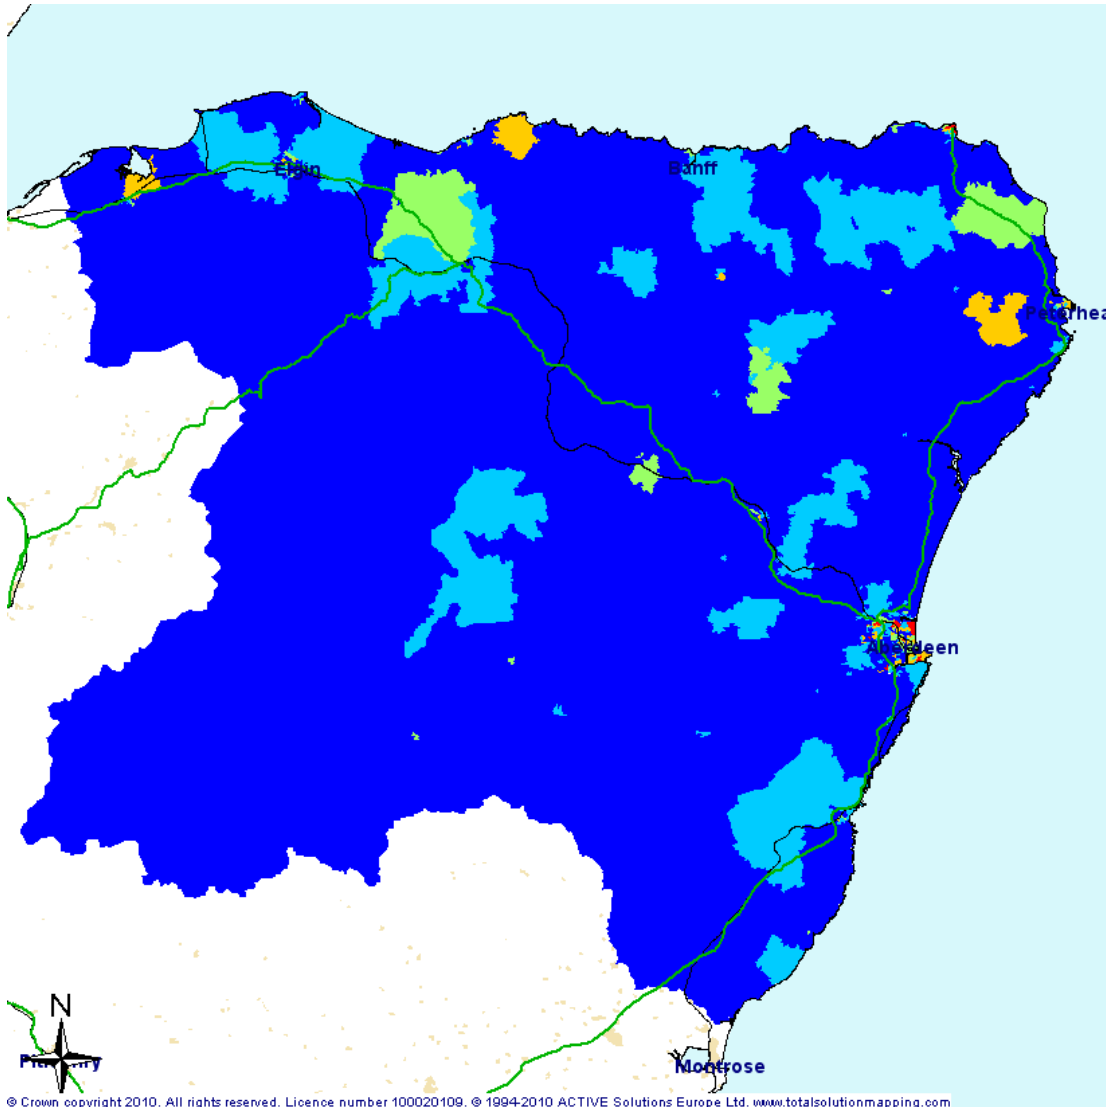 Elgin
Banff
Peterhea
Aberdeen
N
Montrose
© Crown copyright 2010. All rights reserved. Licence number 100020109. © 1994-2010 ACTIVE Solutions Europe Ltd. www.totalsolutionmapping.com